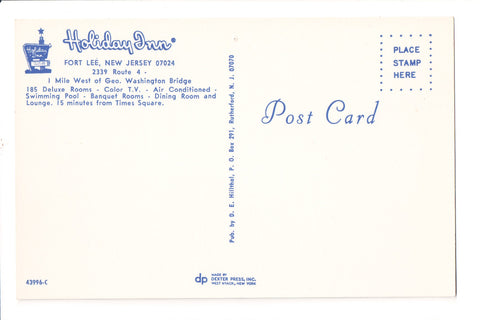 Holiday Inn®
FORT LEE, NEW JERSEY 07024
2339 Route 4 -
1 Mile West of Geo. Washington Bridge
185 Deluxe Rooms - Color T.V. - Air Conditioned -
Swimming Pool - Banquet Rooms - Dining Room and
Lounge. 15 minutes from Times Square.
43996-C
Pub. by D. E. Hillthal, P. O. Box 291, Rutherford, N. J. 07070
dp
MADE BY
DEXTER PRESS, INC.
WEST NYACK, NEW YORK
PLACE
STAMP
HERE
Post Card